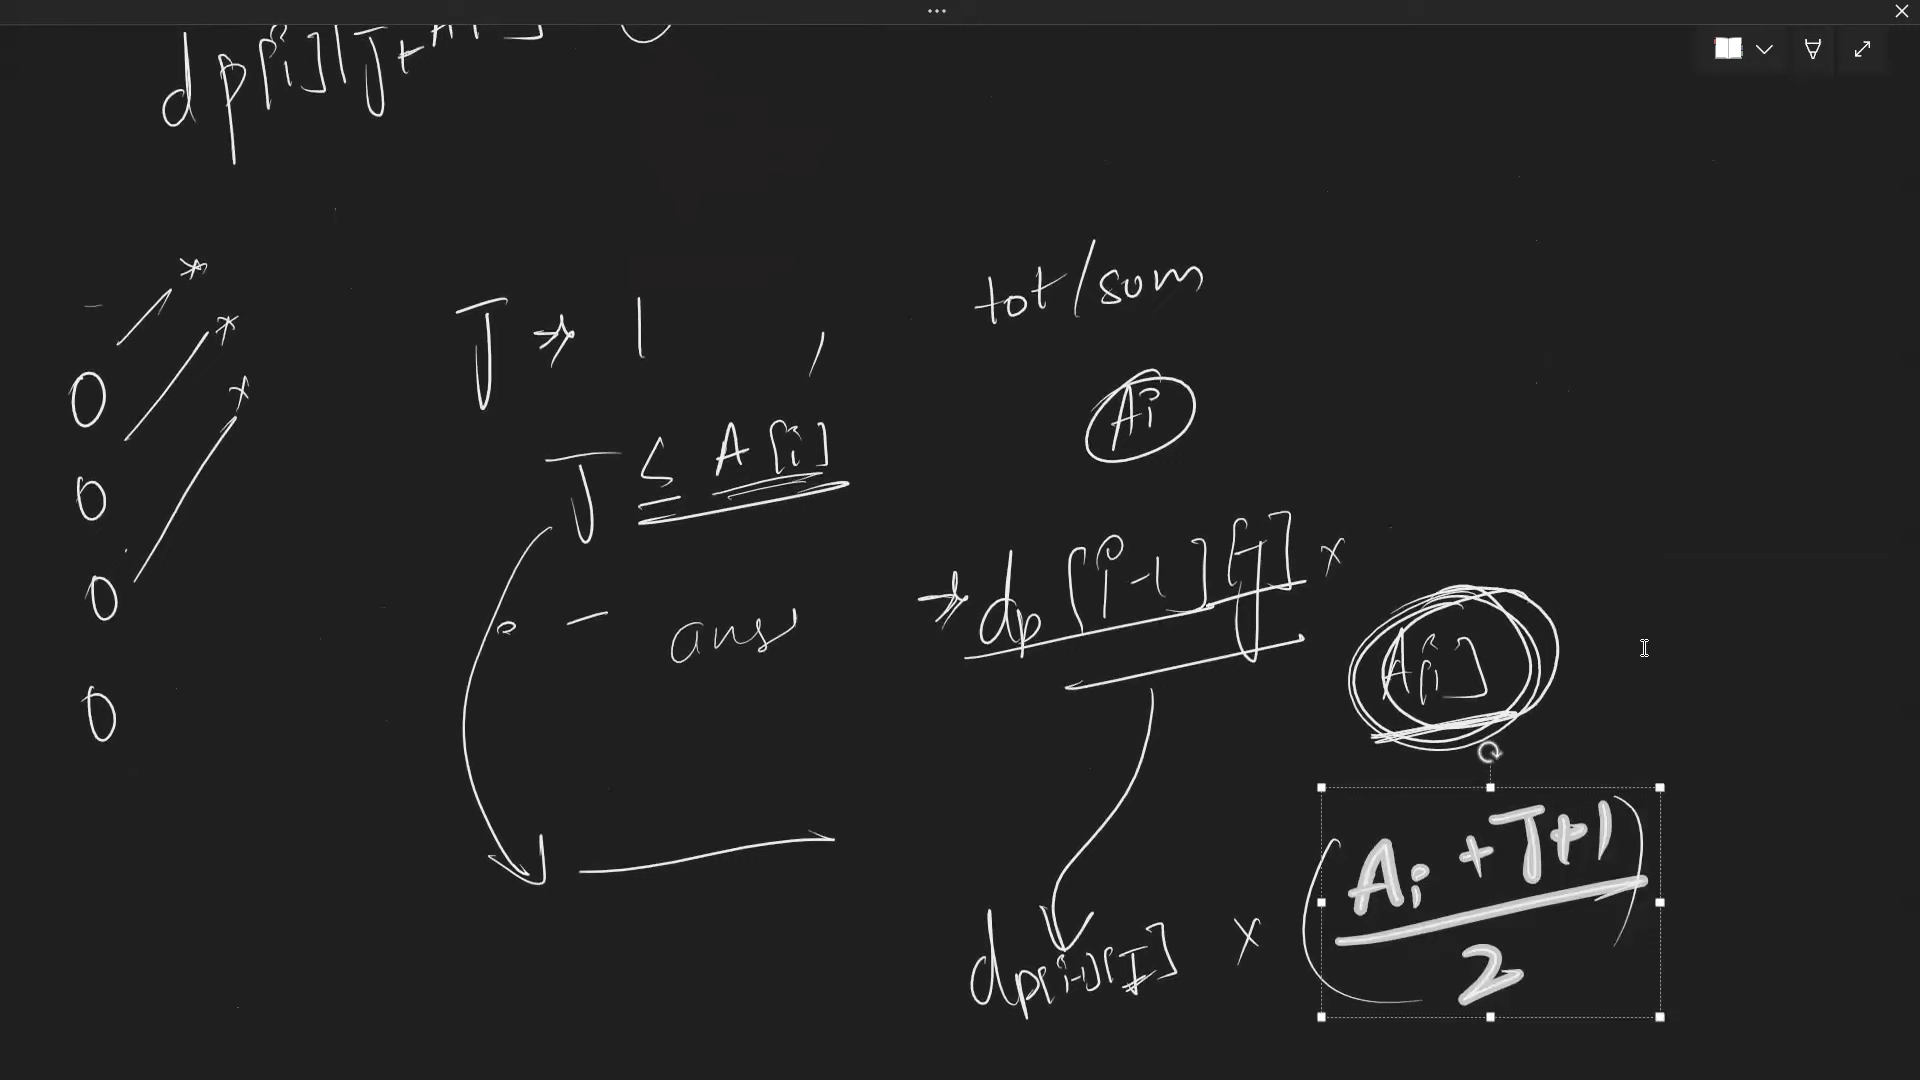 dp[i][J+A[i]]
J → 1 ,
tot/sum
Ai
J ≤ A[i]
ans
→ dp[i-1][J] x
A[i]
dp[i-1][J] x (Ai + J+1)
2
0
0
0
0